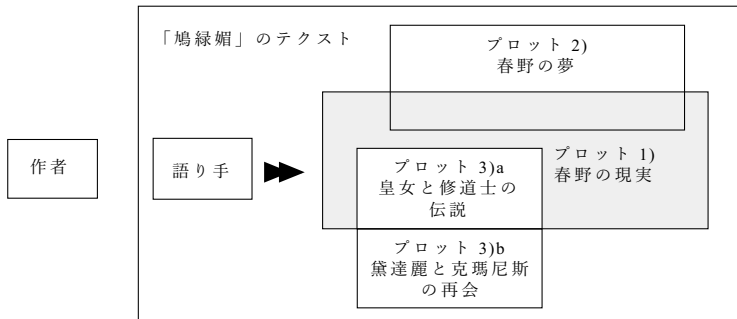 「鳩緑媚」のテクスト
プロット 2)
春野の夢
作者
語り手
プロット 3)a
皇女と修道士の
伝説
プロット 1)
春野の現実
プロット 3)b
黛達麗と克瑪尼斯
の再会